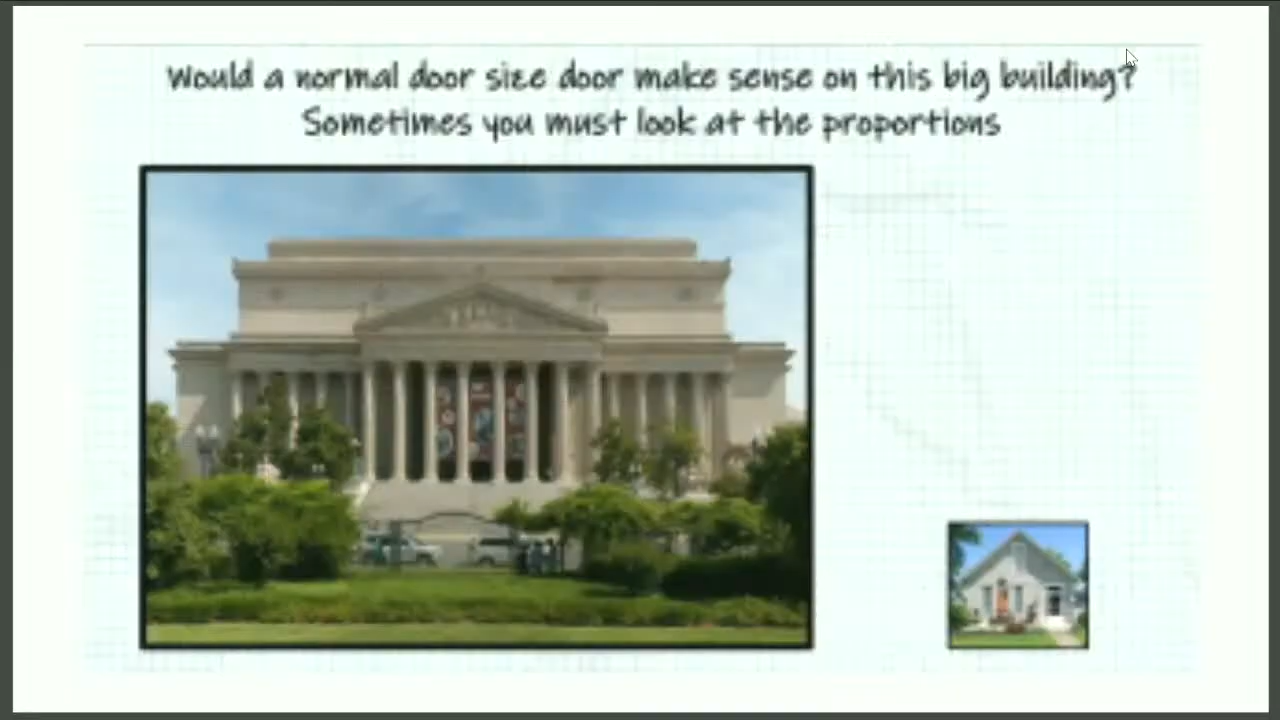 Would a normal door size door make sense on this big building?
Sometimes you must look at the proportions